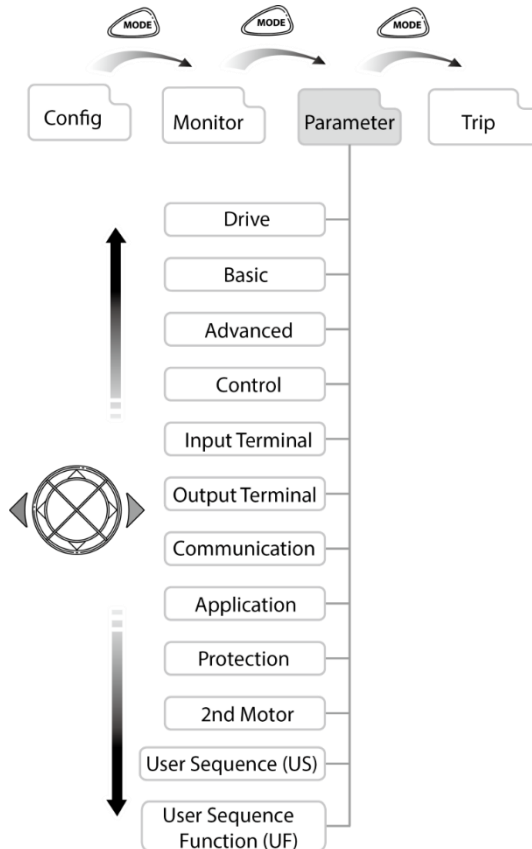 MODE
MODE
MODE
Config
Monitor
Parameter
Trip
Drive
Basic
Advanced
Control
Input Terminal
Output Terminal
Communication
Application
Protection
2nd Motor
User Sequence (US)
User Sequence
Function (UF)